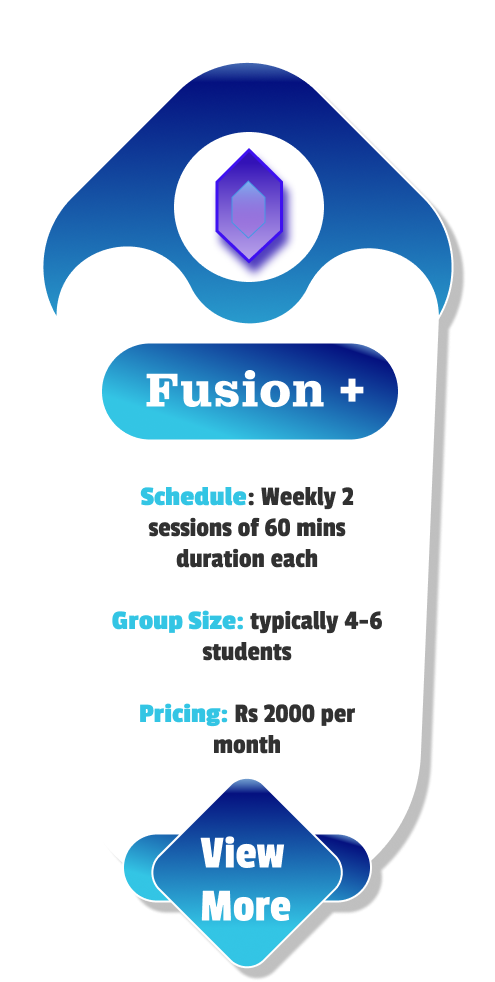 Fusion +
Schedule: Weekly 2
sessions of 60 mins
duration each
Group Size: typically 4-6
students
Pricing: Rs 2000 per
month
View
More